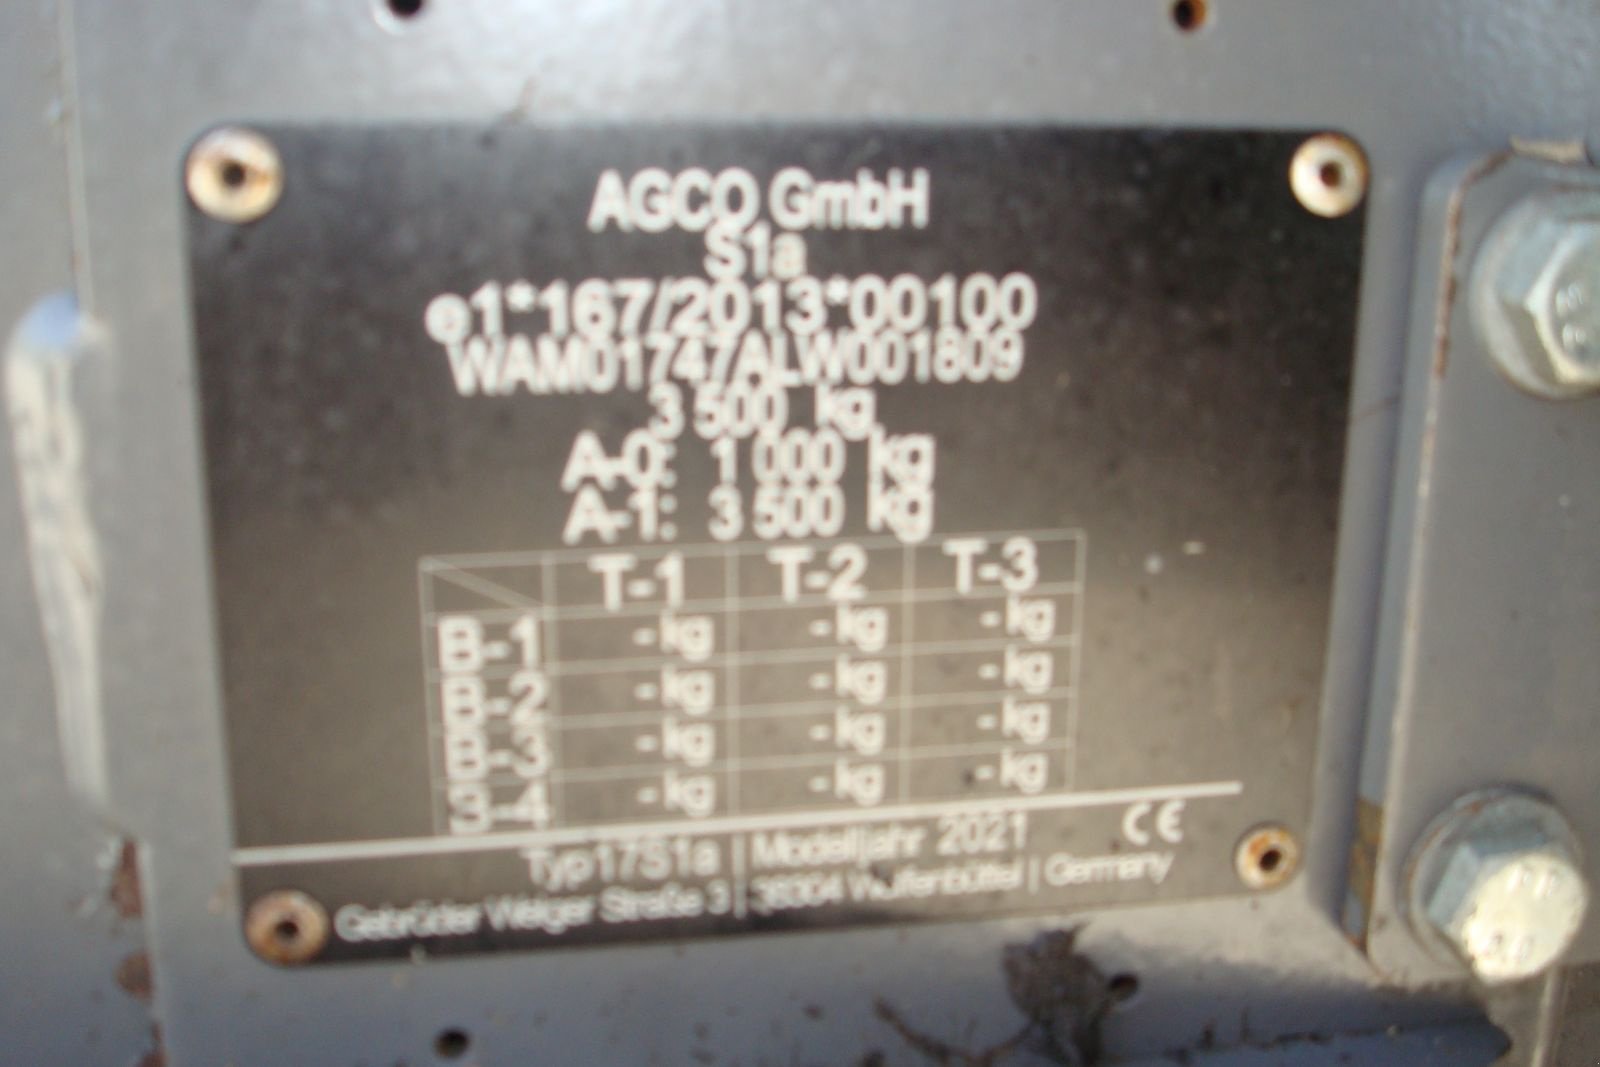 AGCO GmbH
S1a
e1*167/2013*00100
WAM01747ALW001809
3 500 kg
A-0: 1 000 kg
A-1: 3 500 kg
T-1 T-2 T-3
B-1 - kg - kg - kg
B-2 - kg - kg - kg
B-3 - kg - kg - kg
B-4 - kg - kg - kg
Typ17S1a | Modelljahr 2021 CE
Gebrüder Welger Straße 3 | 38304 Wolfenbüttel | Germany